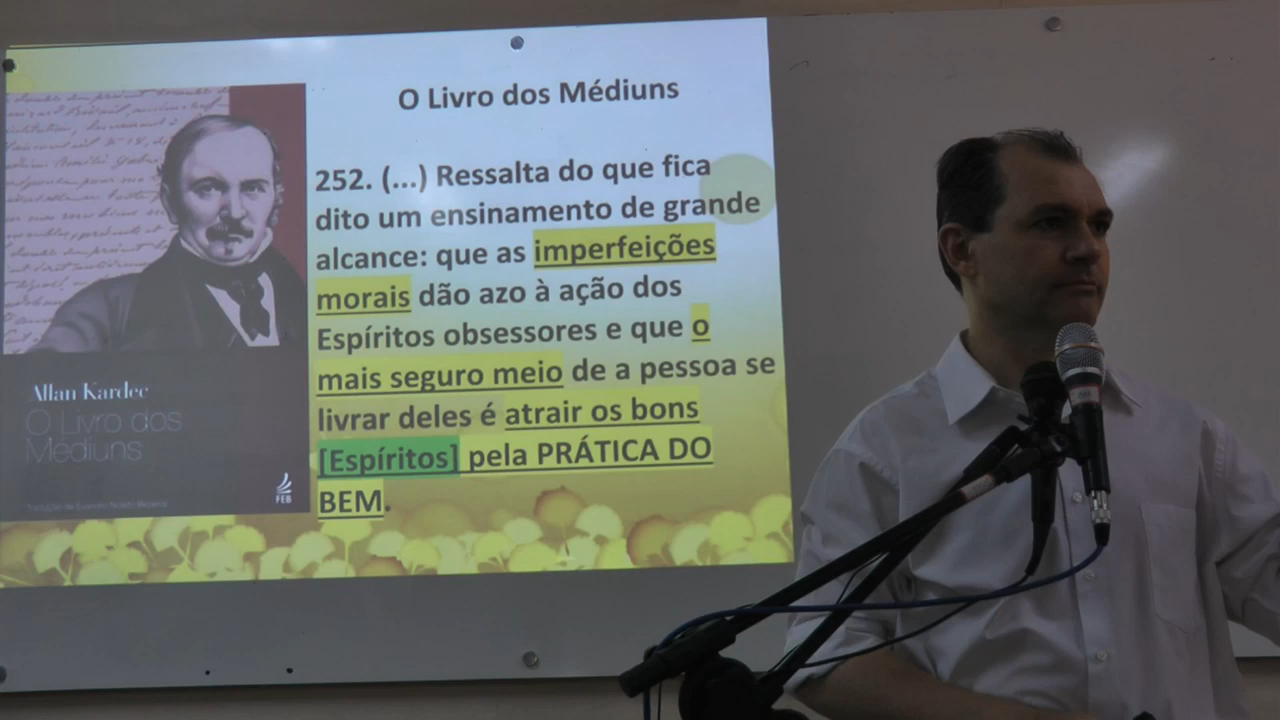 O Livro dos Médiuns
252. (...) Ressalta do que fica
dito um ensinamento de grande
alcance: que as imperfeições
morais dão azo à ação dos
Espíritos obsessores e que o
mais seguro meio de a pessoa se
livrar deles é atrair os bons
[Espíritos] pela PRÁTICA DO
BEM.
Allan Kardec
O Livro dos
Médiuns
FEB